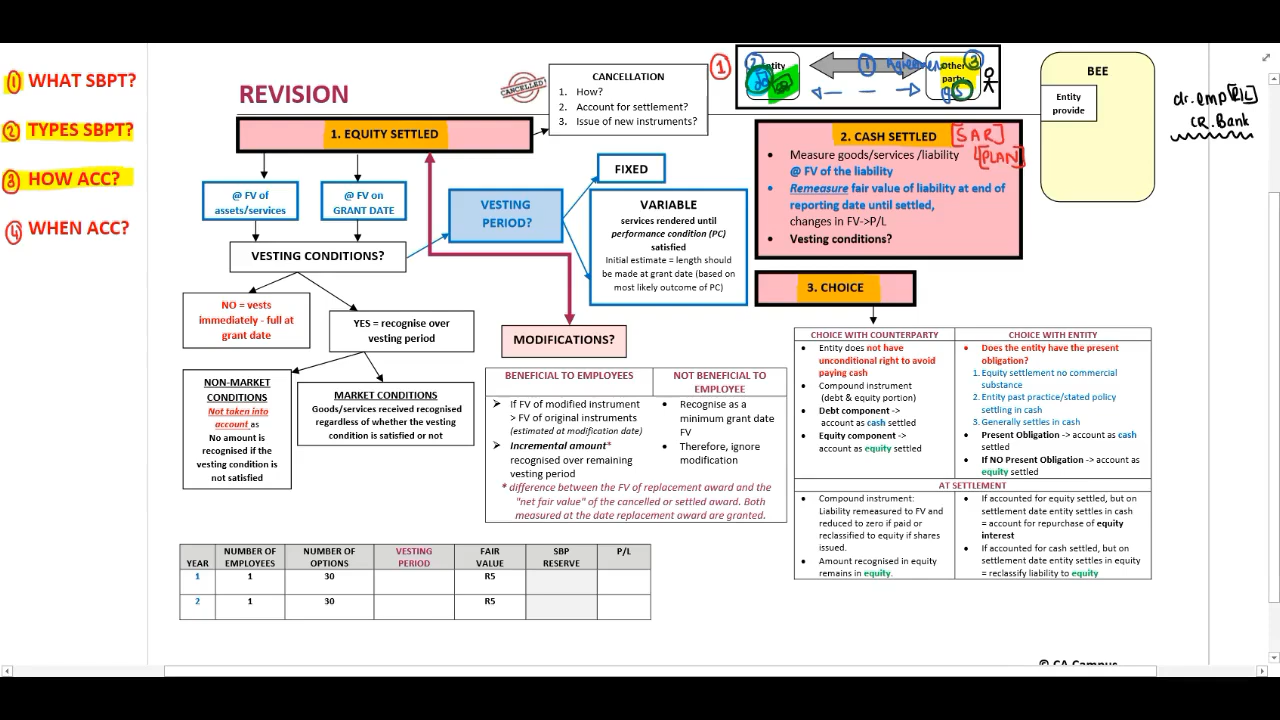 ① WHAT SBPT?
② TYPES SBPT?
③ HOW ACC?
④ WHEN ACC?
REVISION
CANCELLED
CANCELLATION
1. How?
2. Account for settlement?
3. Issue of new instruments?
①
②
Entity
① Agreement
③
Other
party
g
BEE
Entity
provide
dr. emp
CR. Bank
1. EQUITY SETTLED
@ FV of
assets/services
@ FV on
GRANT DATE
VESTING CONDITIONS?
NO = vests
immediately - full at
grant date
YES = recognise over
vesting period
NON-MARKET
CONDITIONS
Not taken into
account as
No amount is
recognised if the
vesting condition is
not satisfied
MARKET CONDITIONS
Goods/services received recognised
regardless of whether the vesting
condition is satisfied or not
VESTING
PERIOD?
FIXED
VARIABLE
services rendered until
performance condition (PC)
satisfied
Initial estimate = length should
be made at grant date (based on
most likely outcome of PC)
MODIFICATIONS?
BENEFICIAL TO EMPLOYEES
➢ If FV of modified instrument
> FV of original instruments
(estimated at modification date)
➢ Incremental amount*
recognised over remaining
vesting period
NOT BENEFICIAL TO
EMPLOYEE
• Recognise as a
minimum grant date
FV
• Therefore, ignore
modification
* difference between the FV of replacement award and the
"net fair value" of the cancelled or settled award. Both
measured at the date replacement award are granted.
2. CASH SETTLED [SAR]
[PLAN]
• Measure goods/services /liability
@ FV of the liability
• Remeasure fair value of liability at end of
reporting date until settled,
changes in FV->P/L
• Vesting conditions?
3. CHOICE
CHOICE WITH COUNTERPARTY
• Entity does not have
unconditional right to avoid
paying cash
• Compound instrument
(debt & equity portion)
• Debt component ->
account as cash settled
• Equity component ->
account as equity settled
CHOICE WITH ENTITY
• Does the entity have the present
obligation?
1. Equity settlement no commercial
substance
2. Entity past practice/stated policy
settling in cash
3. Generally settles in cash
• Present Obligation -> account as cash
settled
• If NO Present Obligation -> account as
equity settled
AT SETTLEMENT
• Compound instrument:
Liability remeasured to FV and
reduced to zero if paid or
reclassified to equity if shares
issued.
• Amount recognised in equity
remains in equity.
• If accounted for equity settled, but on
settlement date entity settles in cash
= account for repurchase of equity
interest
• If accounted for cash settled, but on
settlement date entity settles in equity
= reclassify liability to equity
YEAR NUMBER OF EMPLOYEES NUMBER OF OPTIONS VESTING PERIOD FAIR VALUE SBP RESERVE P/L
1 1 30 R5
2 1 30 R5
© CA Campus